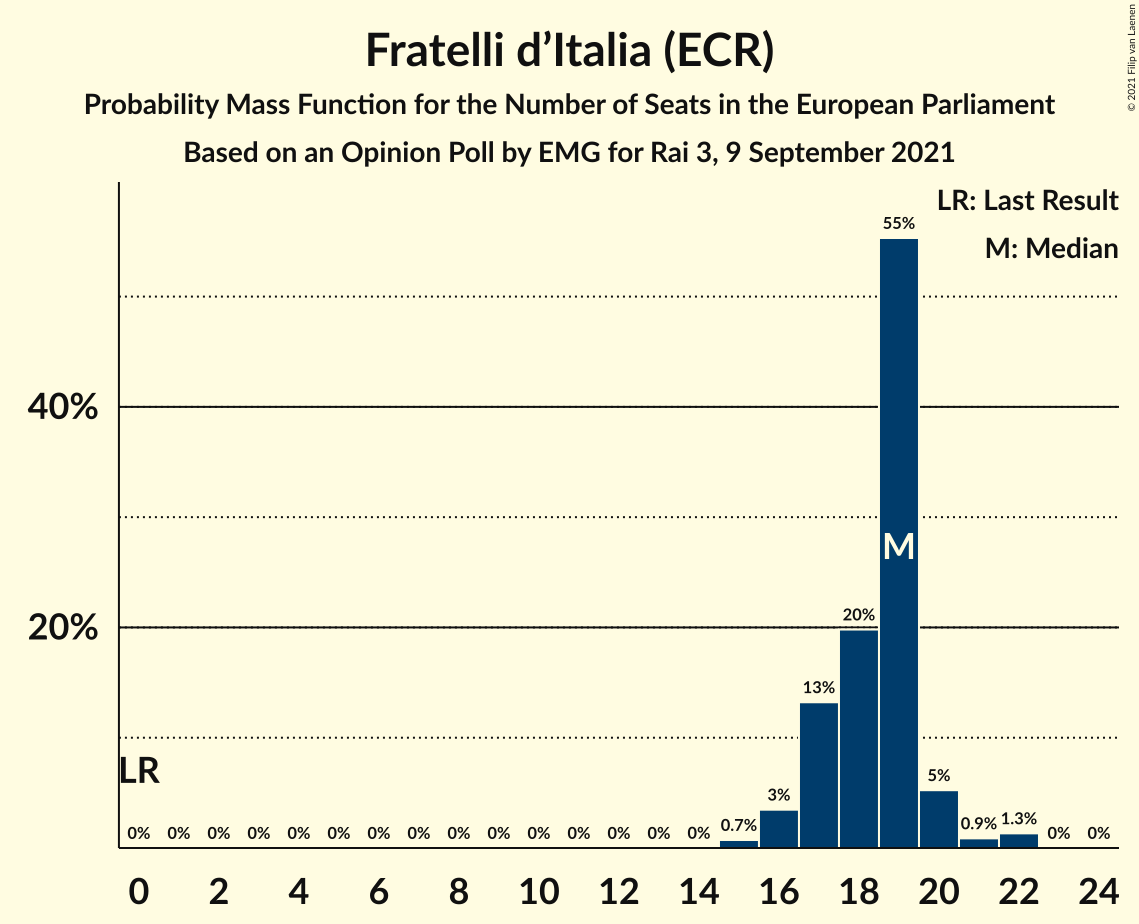 Fratelli d’Italia (ECR)
Probability Mass Function for the Number of Seats in the European Parliament
Based on an Opinion Poll by EMG for Rai 3, 9 September 2021
© 2021 Filip van Laenen
LR: Last Result
M: Median
55%
40%
M
20%
20%
13%
LR
0% 0% 0% 0% 0% 0% 0% 0% 0% 0% 0% 0% 0% 0% 0% 0.7% 3% 5% 0.9% 1.3% 0% 0%
0 2 4 6 8 10 12 14 16 18 20 22 24